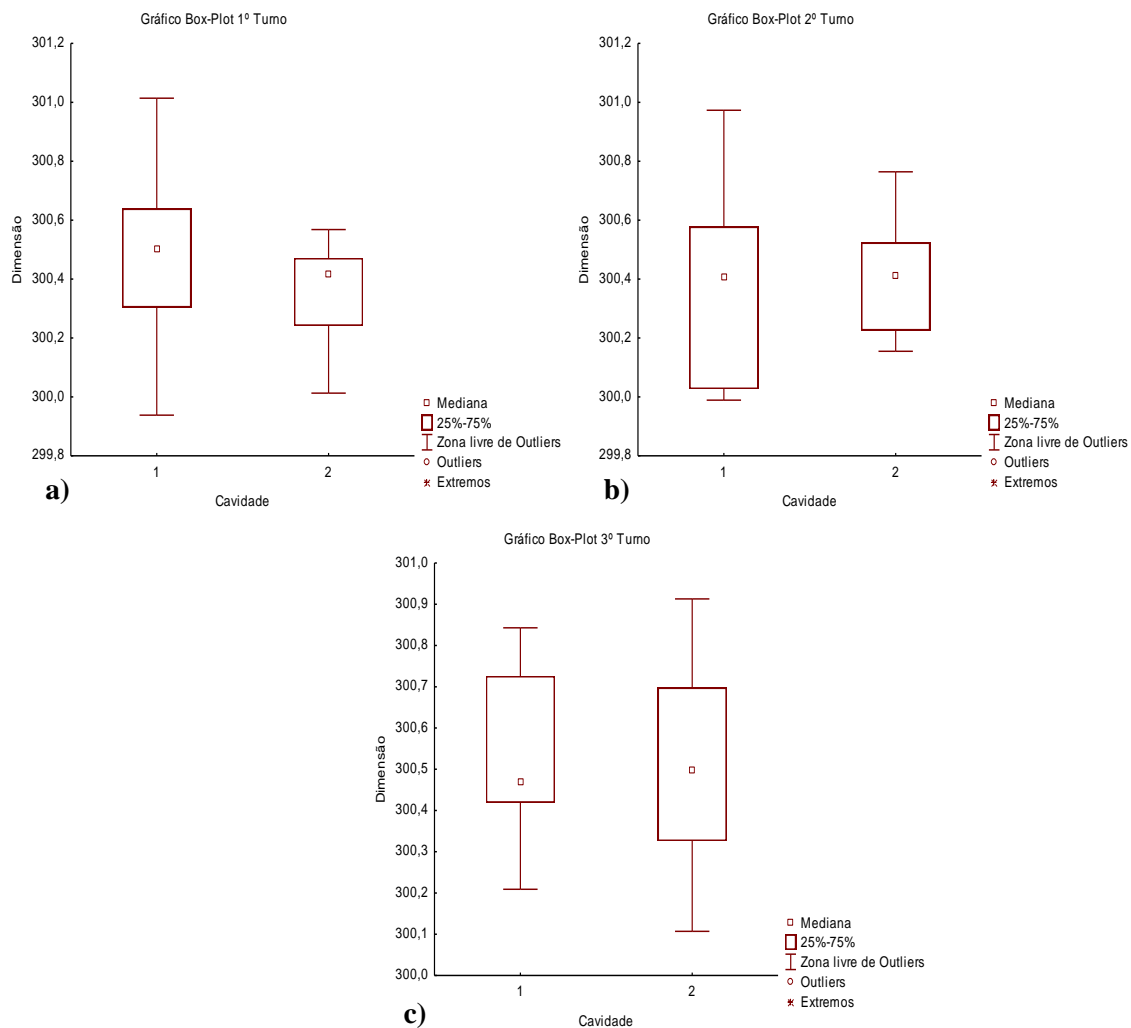 Gráfico Box-Plot 1º Turno
301,2
301,0
300,8
300,6
300,4
300,2
300,0
299,8
Dimensão
1
2
Cavidade
Mediana
25%-75%
Zona livre de Outliers
Outliers
Extremos
a)
Gráfico Box-Plot 2º Turno
301,2
301,0
300,8
300,6
300,4
300,2
300,0
299,8
Dimensão
1
2
Cavidade
Mediana
25%-75%
Zona livre de Outliers
Outliers
Extremos
b)
Gráfico Box-Plot 3º Turno
301,0
300,9
300,8
300,7
300,6
300,5
300,4
300,3
300,2
300,1
300,0
Dimensão
1
2
Cavidade
Mediana
25%-75%
Zona livre de Outliers
Outliers
Extremos
c)